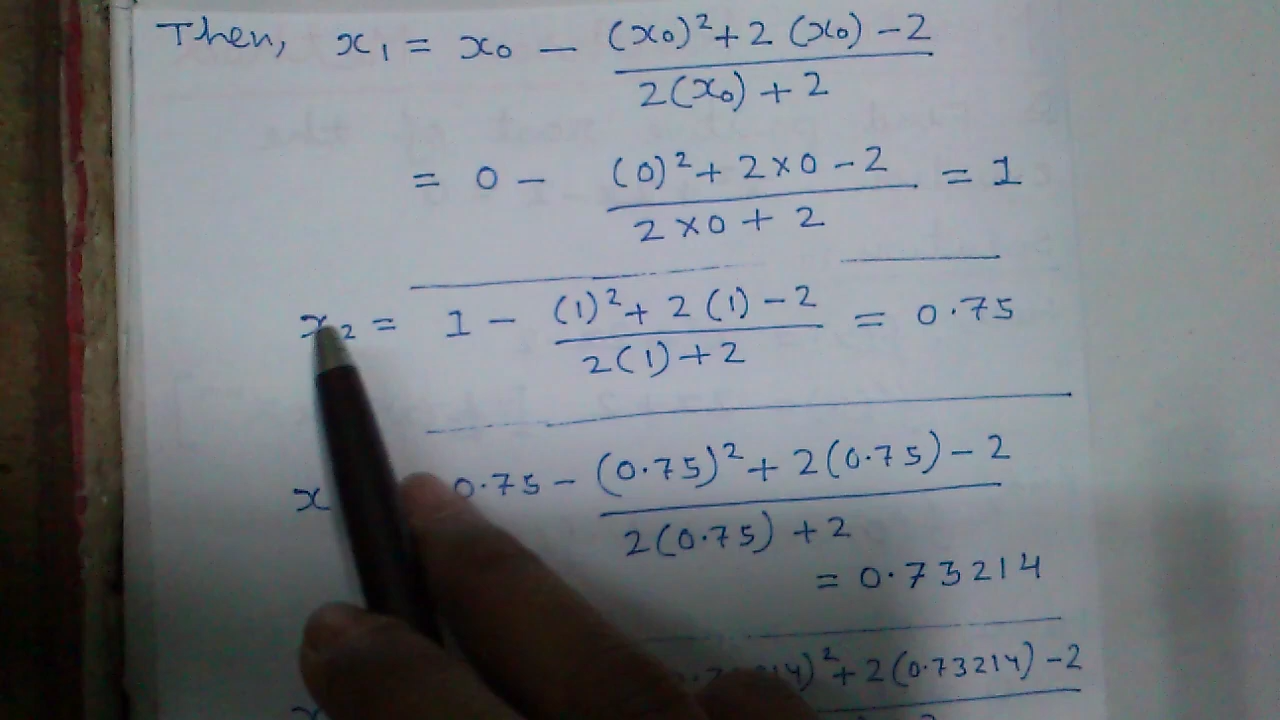 Then, x₁ = x₀ − ((x₀)² + 2(x₀) − 2) / (2(x₀) + 2)
= 0 − ((0)² + 2×0 − 2) / (2×0 + 2) = 1
x₂ = 1 − ((1)² + 2(1) − 2) / (2(1) + 2) = 0.75
x 0.75 − ((0.75)² + 2(0.75) − 2) / (2(0.75) + 2)
= 0.73214
)² + 2(0.73214) − 2